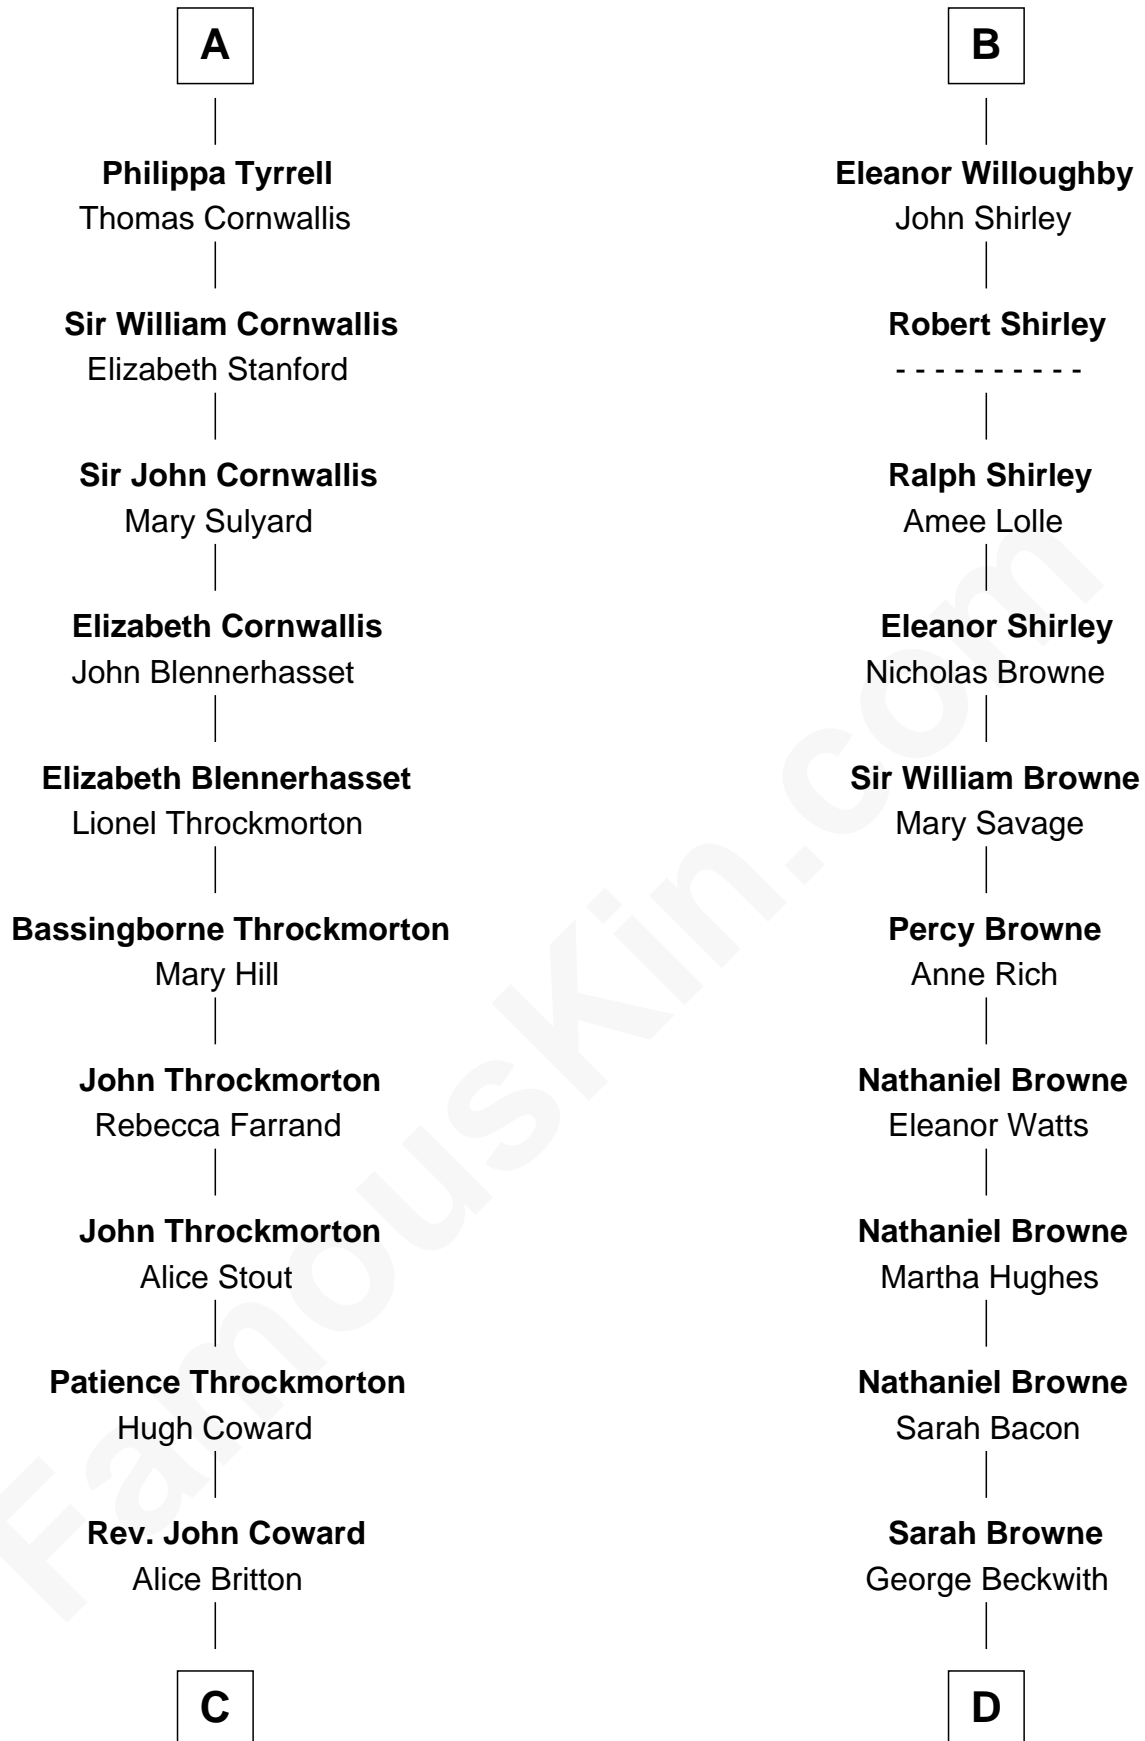 A
Philippa Tyrrell
Thomas Cornwallis
Sir William Cornwallis
Elizabeth Stanford
Sir John Cornwallis
Mary Sulyard
Elizabeth Cornwallis
John Blennerhasset
Elizabeth Blennerhasset
Lionel Throckmorton
Bassingborne Throckmorton
Mary Hill
John Throckmorton
Rebecca Farrand
John Throckmorton
Alice Stout
Patience Throckmorton
Hugh Coward
Rev. John Coward
Alice Britton
C
B
Eleanor Willoughby
John Shirley
Robert Shirley
- - - - - - - - - -
Ralph Shirley
Amee Lolle
Eleanor Shirley
Nicholas Browne
Sir William Browne
Mary Savage
Percy Browne
Anne Rich
Nathaniel Browne
Eleanor Watts
Nathaniel Browne
Martha Hughes
Nathaniel Browne
Sarah Bacon
Sarah Browne
George Beckwith
D
FamousKin.com